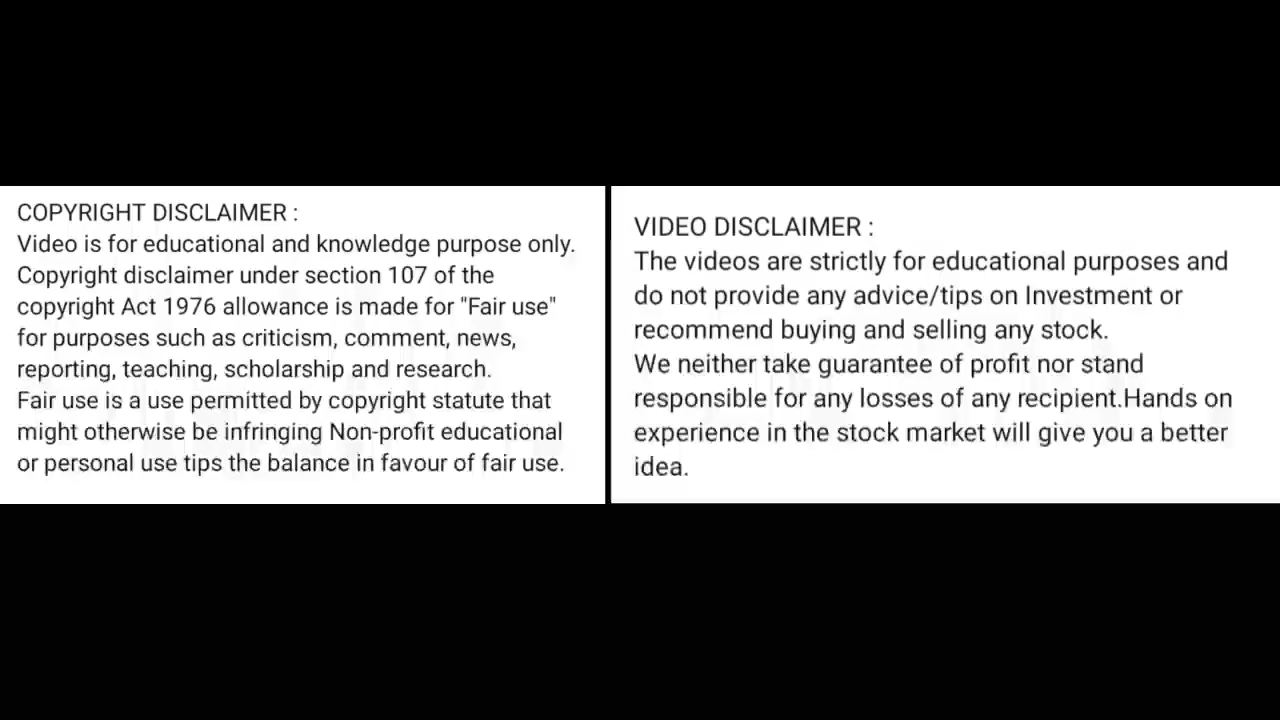 COPYRIGHT DISCLAIMER :
Video is for educational and knowledge purpose only.
Copyright disclaimer under section 107 of the
copyright Act 1976 allowance is made for "Fair use"
for purposes such as criticism, comment, news,
reporting, teaching, scholarship and research.
Fair use is a use permitted by copyright statute that
might otherwise be infringing Non-profit educational
or personal use tips the balance in favour of fair use.
VIDEO DISCLAIMER :
The videos are strictly for educational purposes and
do not provide any advice/tips on Investment or
recommend buying and selling any stock.
We neither take guarantee of profit nor stand
responsible for any losses of any recipient.Hands on
experience in the stock market will give you a better
idea.